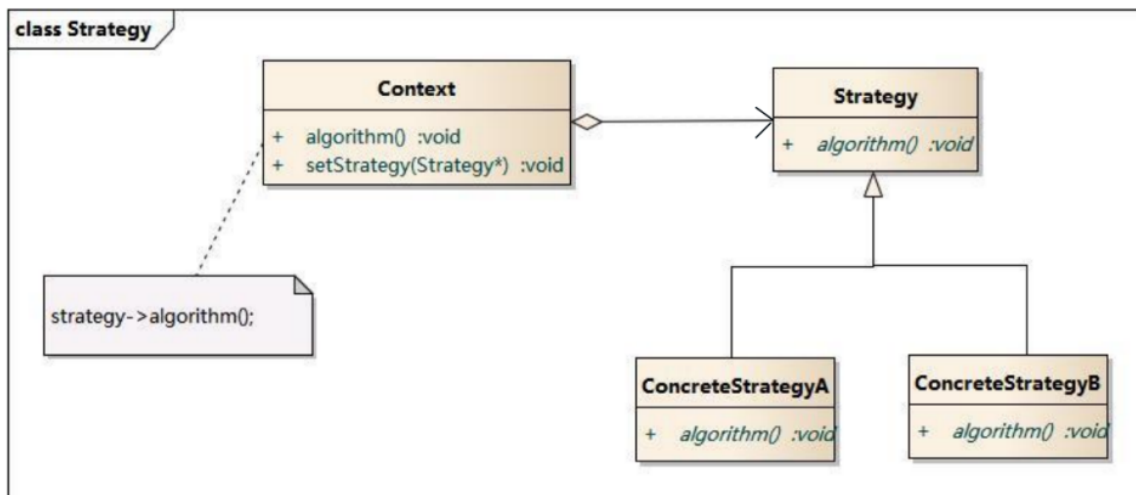 class Strategy
Context
+ algorithm() :void
+ setStrategy(Strategy*) :void
Strategy
+ algorithm() :void
strategy->algorithm();
ConcreteStrategyA
+ algorithm() :void
ConcreteStrategyB
+ algorithm() :void